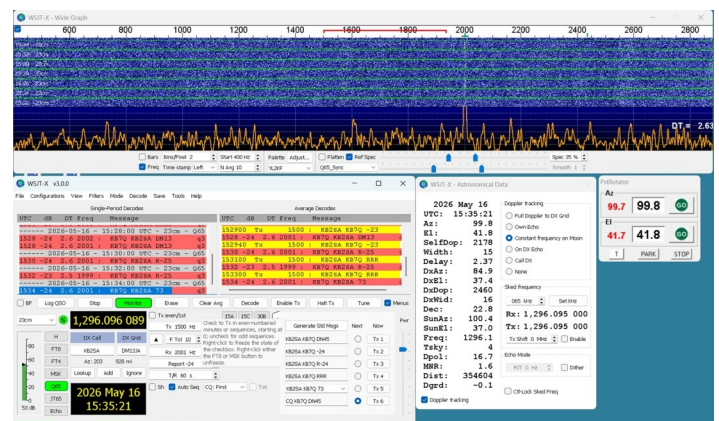 WSJT-X - Wide Graph
600 800 1000 1200 1400 1600 1800 2000 2200 2400 2600 2800
DT = 2.63
Bars Bins/Pixel 2 Start 400 Hz Palette Adjust... Flatten Ref Spec Spec 35 %
Freq Time stamp Left N Avg 10 YL2KF Q65_Sync Smooth 1
WSJT-X v3.0.0
File Configurations View Filters Mode Decode Save Tools Help
Single-Period Decodes Average Decodes
UTC dB DT Freq Message UTC dB DT Freq Message
------ 2026-05-16 - 15:28:00 UTC - 23cm - Q65
1528 -24 2.6 2000 : KB7Q KB2SA DM13 q3
1528 -24 2.6 2001 : KB7Q KB2SA DM13 q3
------ 2026-05-16 - 15:30:00 UTC - 23cm - Q65
1530 -24 2.6 2001 : KB7Q KB2SA R-25
------ 2026-05-16 - 15:32:00 UTC - 23cm - Q65
1532 -23 2.5 1999 : KB7Q KB2SA R-25 q3
------ 2026-05-16 - 15:34:00 UTC - 23cm - Q65
1534 -24 2.6 2001 : KB7Q KB2SA 73
152900 Tx 1500 : KB2SA KB7Q -23
1528 -24 2.6 2001 : KB7Q KB2SA DM13
152940 Tx 1500 : KB2SA KB7Q -24
1530 -24 2.6 2001 : KB7Q KB2SA R-25
153100 Tx 1500 : KB2SA KB7Q RRR
1532 -23 2.5 1999 : KB7Q KB2SA R-25
153300 Tx 1500 : KB2SA KB7Q RRR
1534 -24 2.6 2001 : KB7Q KB2SA 73
BP Log QSO Stop Monitor Erase Clear Avg Decode Enable Tx Halt Tx Tune Menus
23cm S 1,296.096 089
Tx even/1st
15A 15C 30B
Pwr
Tx 1500 Hz
Check to Tx in even-numbered
minutes or sequences, starting at
0; uncheck for odd sequences.
Right-click to freeze the state of
the checkbox. Right-click either
the FT8 or MSK button to
unfreeze.
Generate Std Msgs Next Now
H DX Call DX Grid
F Tol 10
KB2SA KB7Q DN45 Tx 1
FT8 KB2SA DM133A
Rx 2001 Hz
KB2SA KB7Q -24 Tx 2
FT4 Az: 203 929 mi
Report -24
KB2SA KB7Q R-24 Tx 3
MSK Lookup Add Ignore
T/R 60 s
KB2SA KB7Q RRR Tx 4
Q65
Sh Auto Seq CQ: First Tx6
KB2SA KB7Q 73 Tx 5
JT65 2026 May 16
CQ KB7Q DN45 Tx 6
Echo 15:35:21
53 dB
WSJT-X - Astronomical Data
2026 May 16
UTC: 15:35:21
Az: 99.8
El: 41.8
SelfDop: 2178
Width: 15
Delay: 2.37
DxAz: 84.9
DxEl: 37.4
DxDop: 2460
DxWid: 16
Dec: 22.8
SunAz: 100.4
SunEl: 37.0
Freq: 1296.1
Tsky: 4
Dpol: 16.7
MNR: 1.6
Dist: 354604
Dgrd: -0.1
Doppler tracking
Doppler tracking
Full Doppler to DX Grid
Own Echo
Constant frequency on Moon
On DX Echo
Call DX
None
Sked frequency
085 kHz Set kHz
Rx: 1,296.095 000
Tx: 1,296.095 000
Tx Shift 0 MHz Enable
Echo Mode
RIT 0 Hz Dither
Ctrl-Lock Sked Freq
PstRotator
Az
99.7 99.8 GO
El
41.7 41.8 GO
PARK STOP